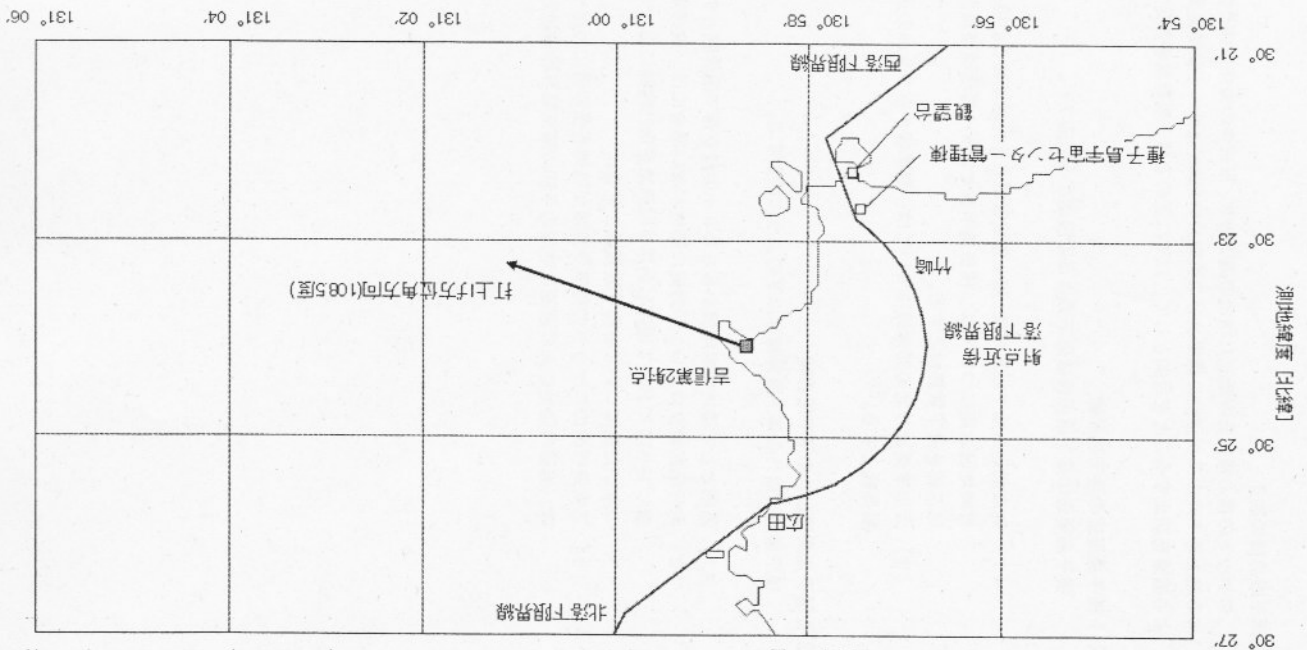 30° 27′
北落下限界線
広田
30° 25′
測地緯度 [北緯]
吉信第2射点
射点近傍
落下限界線
打上げ方位角方向(108.5度)
竹崎
30° 23′
種子島宇宙センター管理棟
観望台
西落下限界線
30° 21′
130° 54′ 130° 56′ 130° 58′ 131° 00′ 131° 02′ 131° 04′ 131° 06′